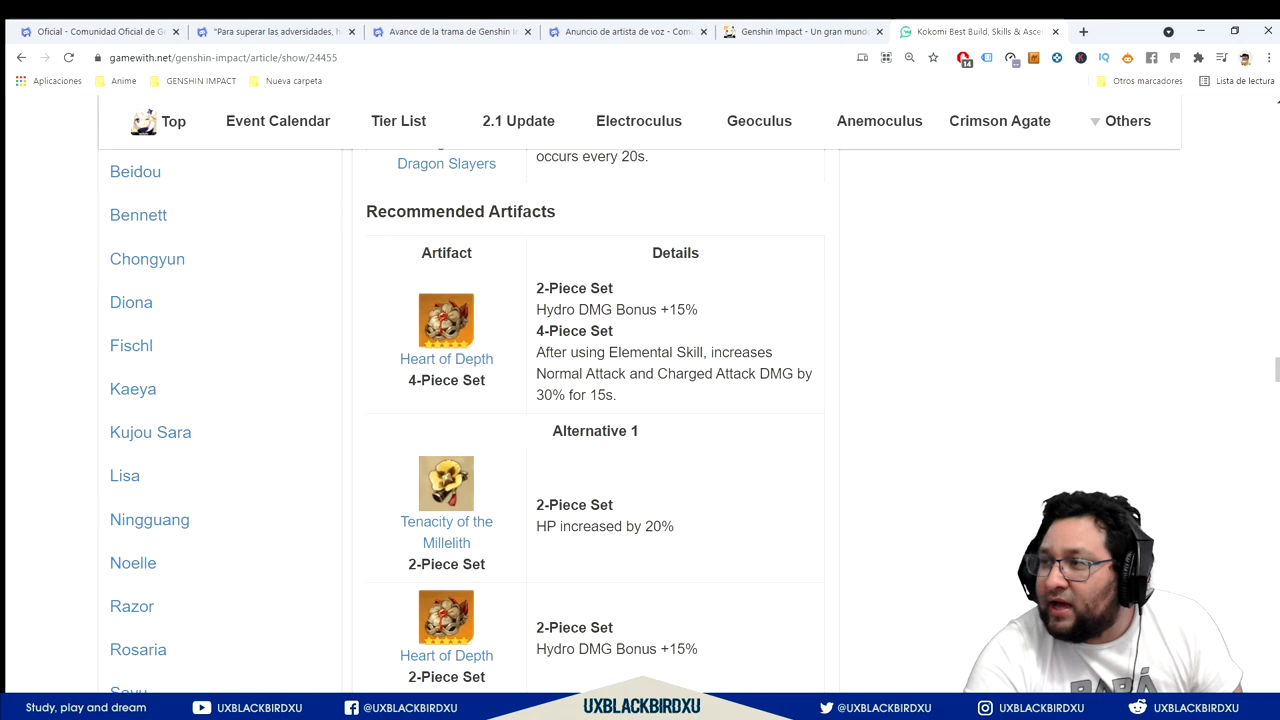 Oficial - Comunidad Oficial de Ge
"Para superar las adversidades, h
Avance de la trama de Genshin I
Anuncio de artista de voz - Com
Genshin Impact - Un gran mund
Kokomi Best Build, Skills & Asce
gamewith.net/genshin-impact/article/show/24455
14
Aplicaciones
Anime
GENSHIN IMPACT
Nueva carpeta
Otros marcadores
Lista de lectura
Top
Event Calendar
Tier List
2.1 Update
Electroculus
Geoculus
Anemoculus
Crimson Agate
Others
Beidou
Bennett
Chongyun
Diona
Fischl
Kaeya
Kujou Sara
Lisa
Ningguang
Noelle
Razor
Rosaria
Sayu
Dragon Slayers
occurs every 20s.
Recommended Artifacts
Artifact
Details
Heart of Depth
4-Piece Set
2-Piece Set
Hydro DMG Bonus +15%
4-Piece Set
After using Elemental Skill, increases
Normal Attack and Charged Attack DMG by
30% for 15s.
Alternative 1
Tenacity of the
Millelith
2-Piece Set
2-Piece Set
HP increased by 20%
Heart of Depth
2-Piece Set
2-Piece Set
Hydro DMG Bonus +15%
PAPÁ
Study, play and dream
UXBLACKBIRDXU
@UXBLACKBIRDXU
UXBLACKBIRDXU
@UXBLACKBIRDXU
@UXBLACKBIRDXU
@UXBLACKBIRDXU